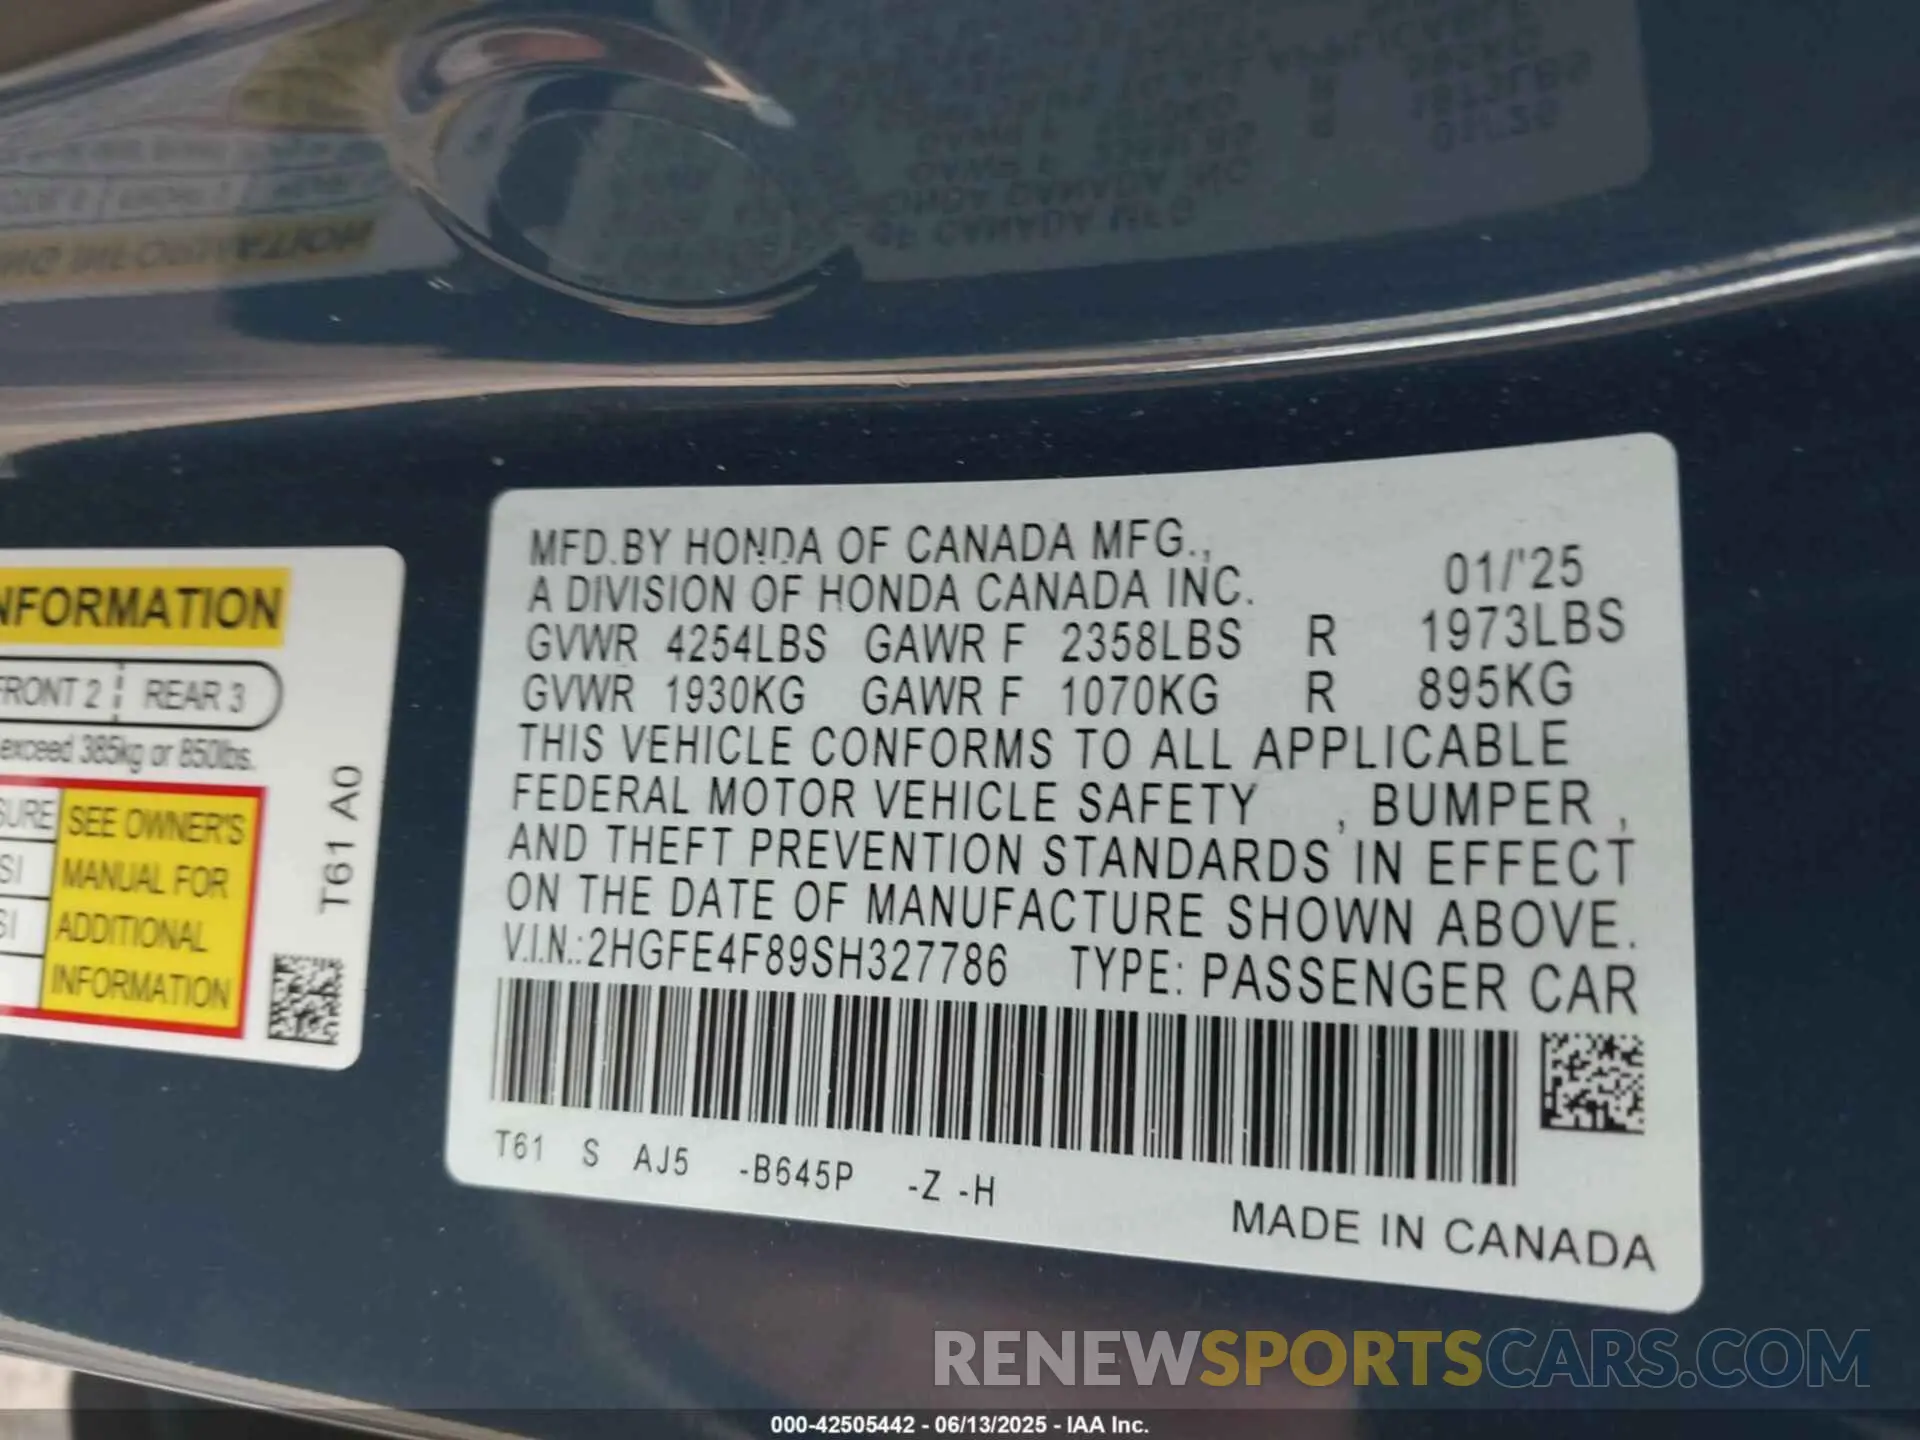 MFD.BY HONDA OF CANADA MFG.,
A DIVISION OF HONDA CANADA INC. 01/'25
GVWR 4254LBS GAWR F 2358LBS R 1973LBS
GVWR 1930KG GAWR F 1070KG R 895KG
THIS VEHICLE CONFORMS TO ALL APPLICABLE
FEDERAL MOTOR VEHICLE SAFETY , BUMPER ,
AND THEFT PREVENTION STANDARDS IN EFFECT
ON THE DATE OF MANUFACTURE SHOWN ABOVE.
V.I.N.:2HGFE4F89SH327786 TYPE: PASSENGER CAR
T61 S AJ5 -B645P -Z -H
MADE IN CANADA
NFORMATION
FRONT 2 REAR 3
exceed 385kg or 850lbs.
SURE
SI
SI
SEE OWNER'S
MANUAL FOR
ADDITIONAL
INFORMATION
T61 A0
RENEWSPORTSCARS.COM
000-42505442 - 06/13/2025 - IAA Inc.